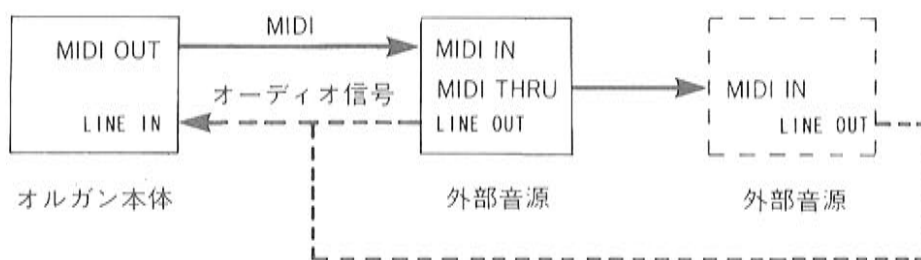 MIDI
MIDI OUT
MIDI IN
MIDI THRU
MIDI IN
オーディオ信号
LINE IN
LINE OUT
LINE OUT
オルガン本体
外部音源
外部音源